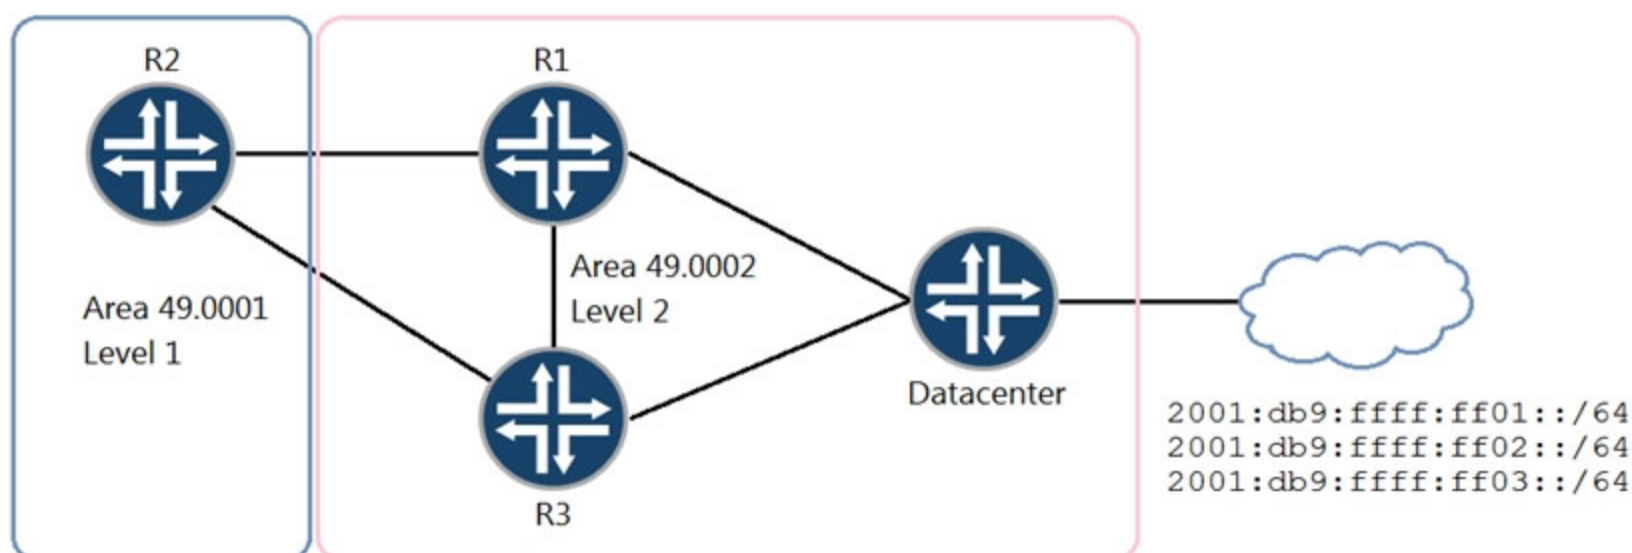 R2
R1
Area 49.0002
Level 2
Area 49.0001
Level 1
Datacenter
2001:db9:ffff:ff01::/64
2001:db9:ffff:ff02::/64
2001:db9:ffff:ff03::/64
R3